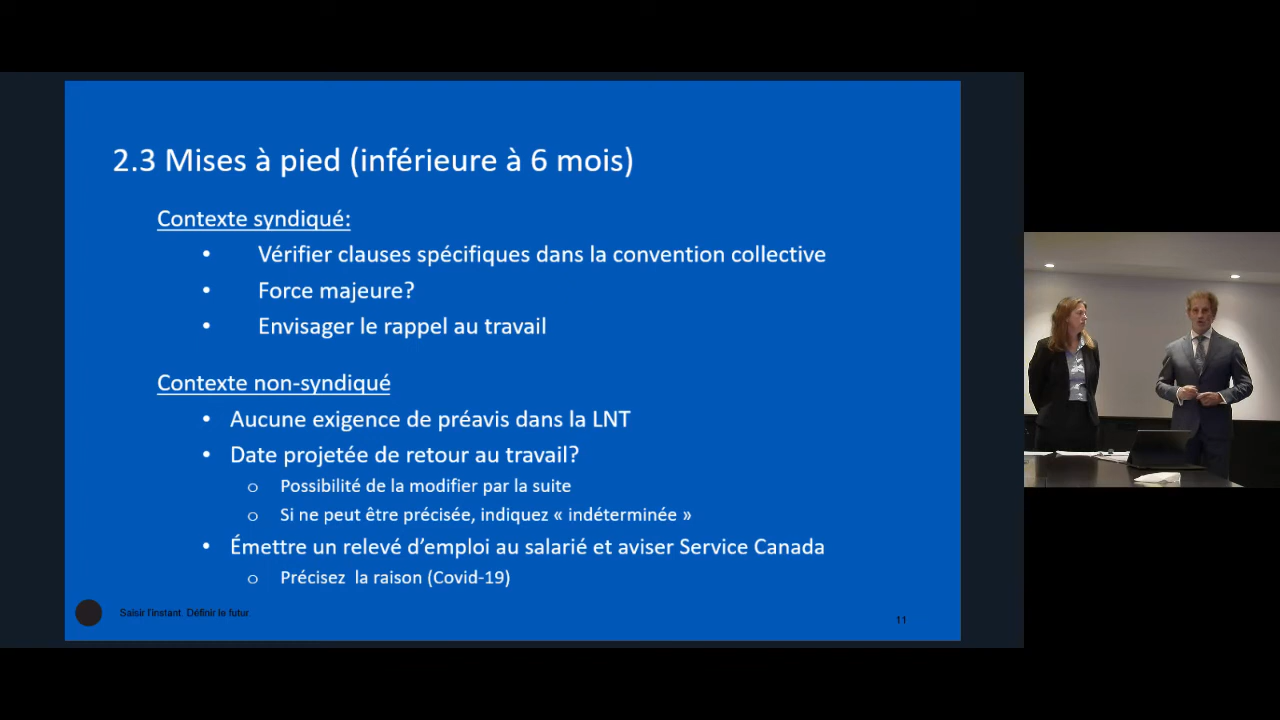 2.3 Mises à pied (inférieure à 6 mois)
Contexte syndiqué:
• Vérifier clauses spécifiques dans la convention collective
• Force majeure?
• Envisager le rappel au travail
Contexte non-syndiqué
• Aucune exigence de préavis dans la LNT
• Date projetée de retour au travail?
o Possibilité de la modifier par la suite
o Si ne peut être précisée, indiquez « indéterminée »
• Émettre un relevé d’emploi au salarié et aviser Service Canada
o Précisez la raison (Covid-19)
Saisir l'instant. Définir le futur.
11